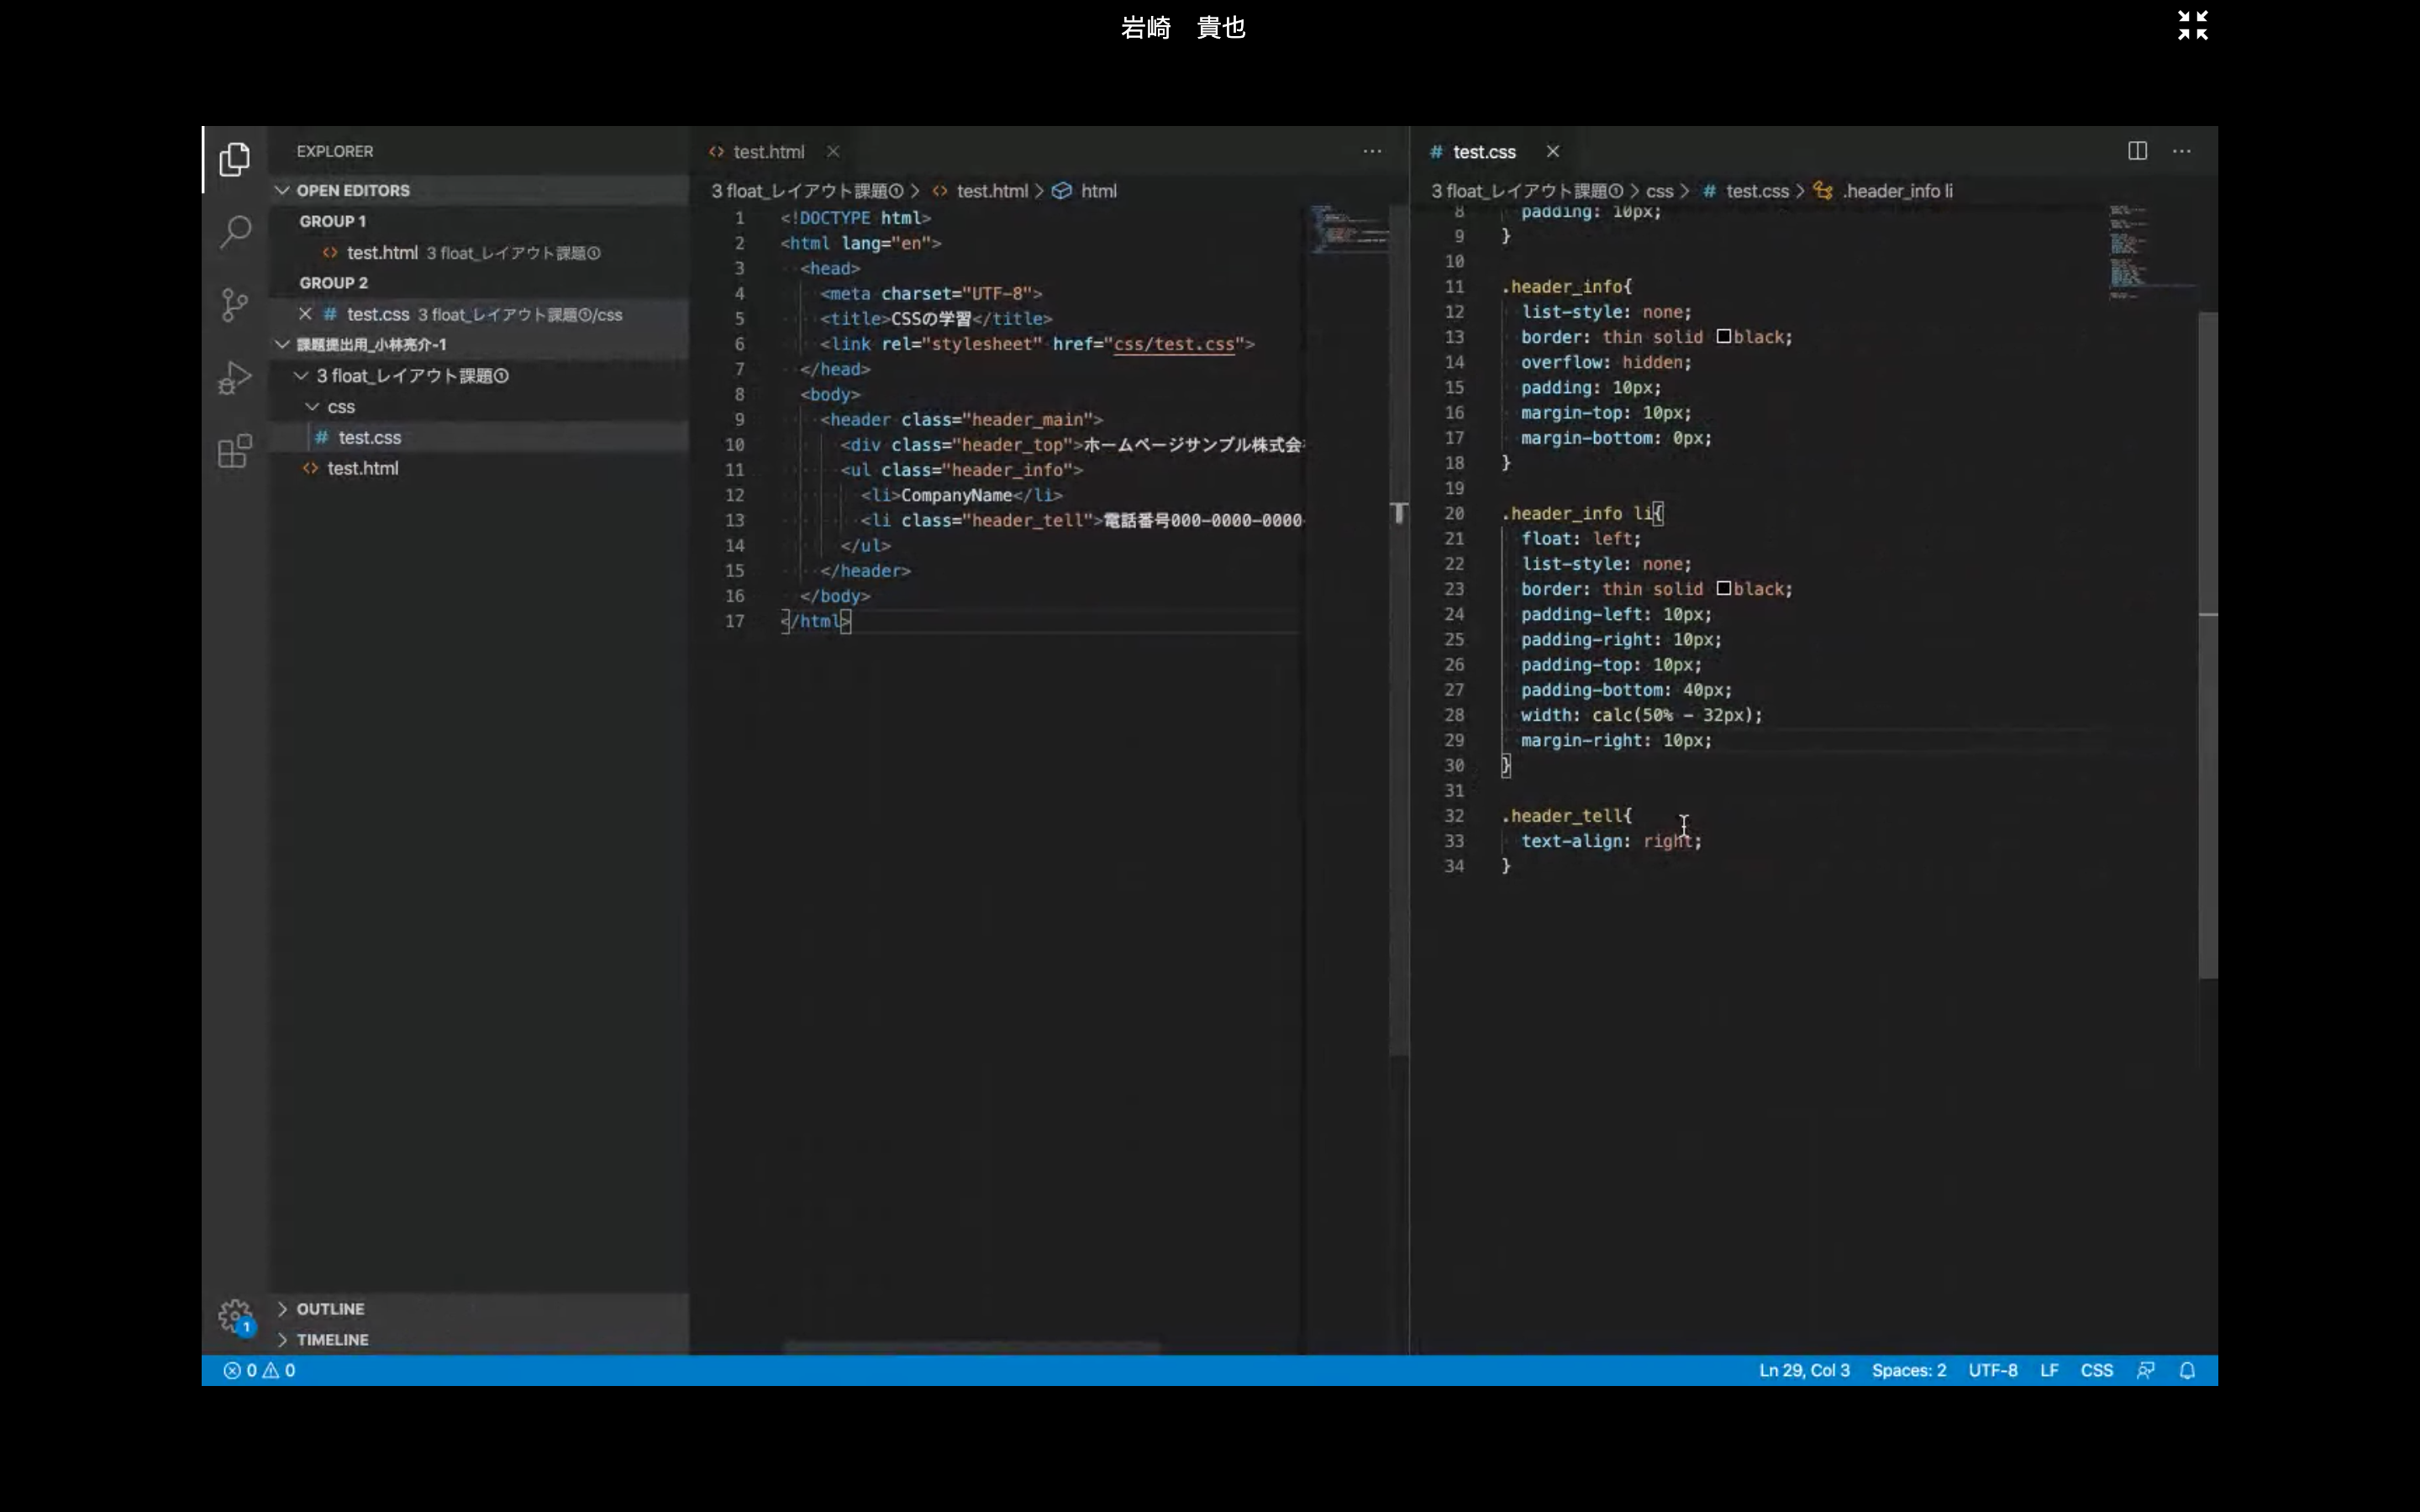 岩崎　貴也
EXPLORER
OPEN EDITORS
GROUP 1
<> test.html 3 float_レイアウト課題①
GROUP 2
# test.css 3 float_レイアウト課題①/css
課題提出用_小林亮介-1
3 float_レイアウト課題①
css
# test.css
<> test.html
OUTLINE
TIMELINE
<> test.html
3 float_レイアウト課題① > <> test.html > html
1 <!DOCTYPE html>
2 <html lang="en">
3 <head>
4 <meta charset="UTF-8">
5 <title>CSSの学習</title>
6 <link rel="stylesheet" href="css/test.css">
7 </head>
8 <body>
9 <header class="header_main">
10 <div class="header_top">ホームページサンプル株式会
11 <ul class="header_info">
12 <li>CompanyName</li>
13 <li class="header_tell">電話番号000-0000-0000
14 </ul>
15 </header>
16 </body>
17 </html>
# test.css
3 float_レイアウト課題① > css > # test.css > .header_info li
8 padding: 10px;
9 }
10
11 .header_info{
12 list-style: none;
13 border: thin solid black;
14 overflow: hidden;
15 padding: 10px;
16 margin-top: 10px;
17 margin-bottom: 0px;
18 }
19
20 .header_info li{
21 float: left;
22 list-style: none;
23 border: thin solid black;
24 padding-left: 10px;
25 padding-right: 10px;
26 padding-top: 10px;
27 padding-bottom: 40px;
28 width: calc(50% - 32px);
29 margin-right: 10px;
30 }
31
32 .header_tell{
33 text-align: right;
34 }
1
0 0
Ln 29, Col 3 Spaces: 2 UTF-8 LF CSS